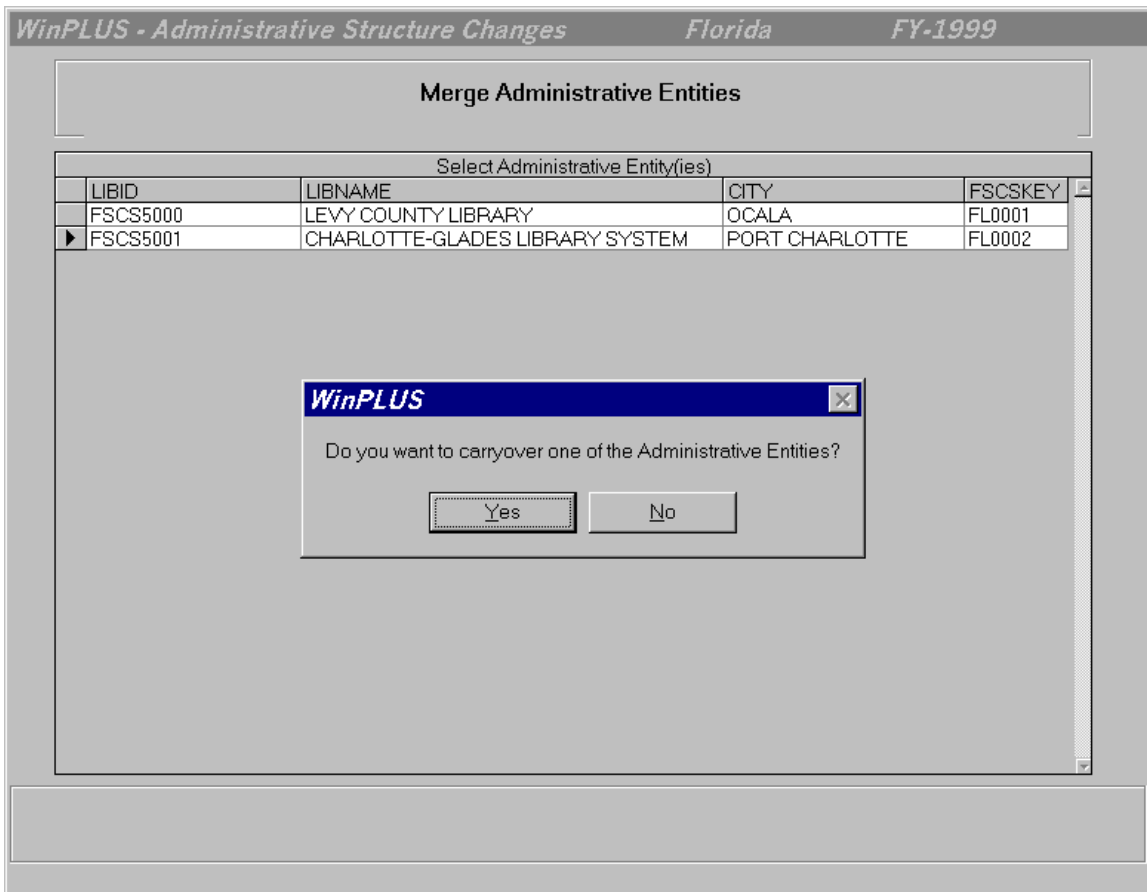 WinPLUS - Administrative Structure Changes Florida FY-1999
Merge Administrative Entities
Select Administrative Entity(ies)
LIBID LIBNAME CITY FSCSKEY
FSCS5000 LEVY COUNTY LIBRARY OCALA FL0001
FSCS5001 CHARLOTTE-GLADES LIBRARY SYSTEM PORT CHARLOTTE FL0002
WinPLUS
Do you want to carryover one of the Administrative Entities?
Yes No